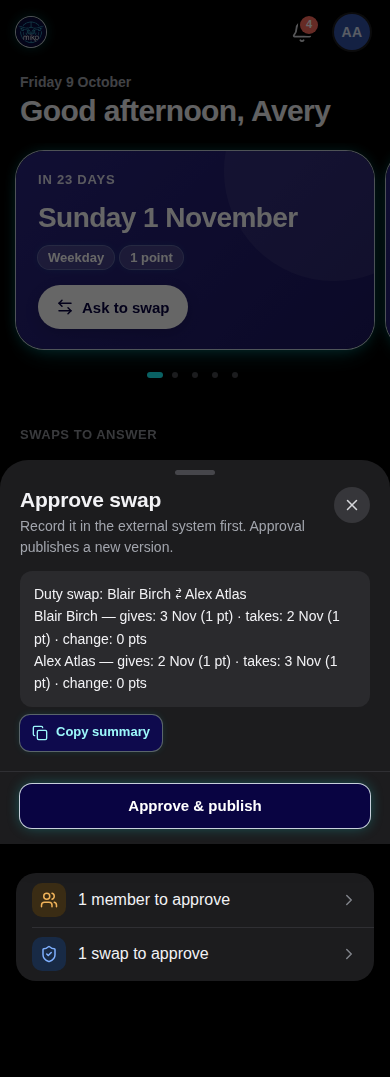 miKo
4
AA
Friday 9 October
Good afternoon, Avery
IN 23 DAYS
Sunday 1 November
Weekday
1 point
Ask to swap
SWAPS TO ANSWER
Approve swap
Record it in the external system first. Approval
publishes a new version.
Duty swap: Blair Birch ⇄ Alex Atlas
Blair Birch — gives: 3 Nov (1 pt) · takes: 2 Nov (1
pt) · change: 0 pts
Alex Atlas — gives: 2 Nov (1 pt) · takes: 3 Nov (1
pt) · change: 0 pts
Copy summary
Approve & publish
1 member to approve
1 swap to approve